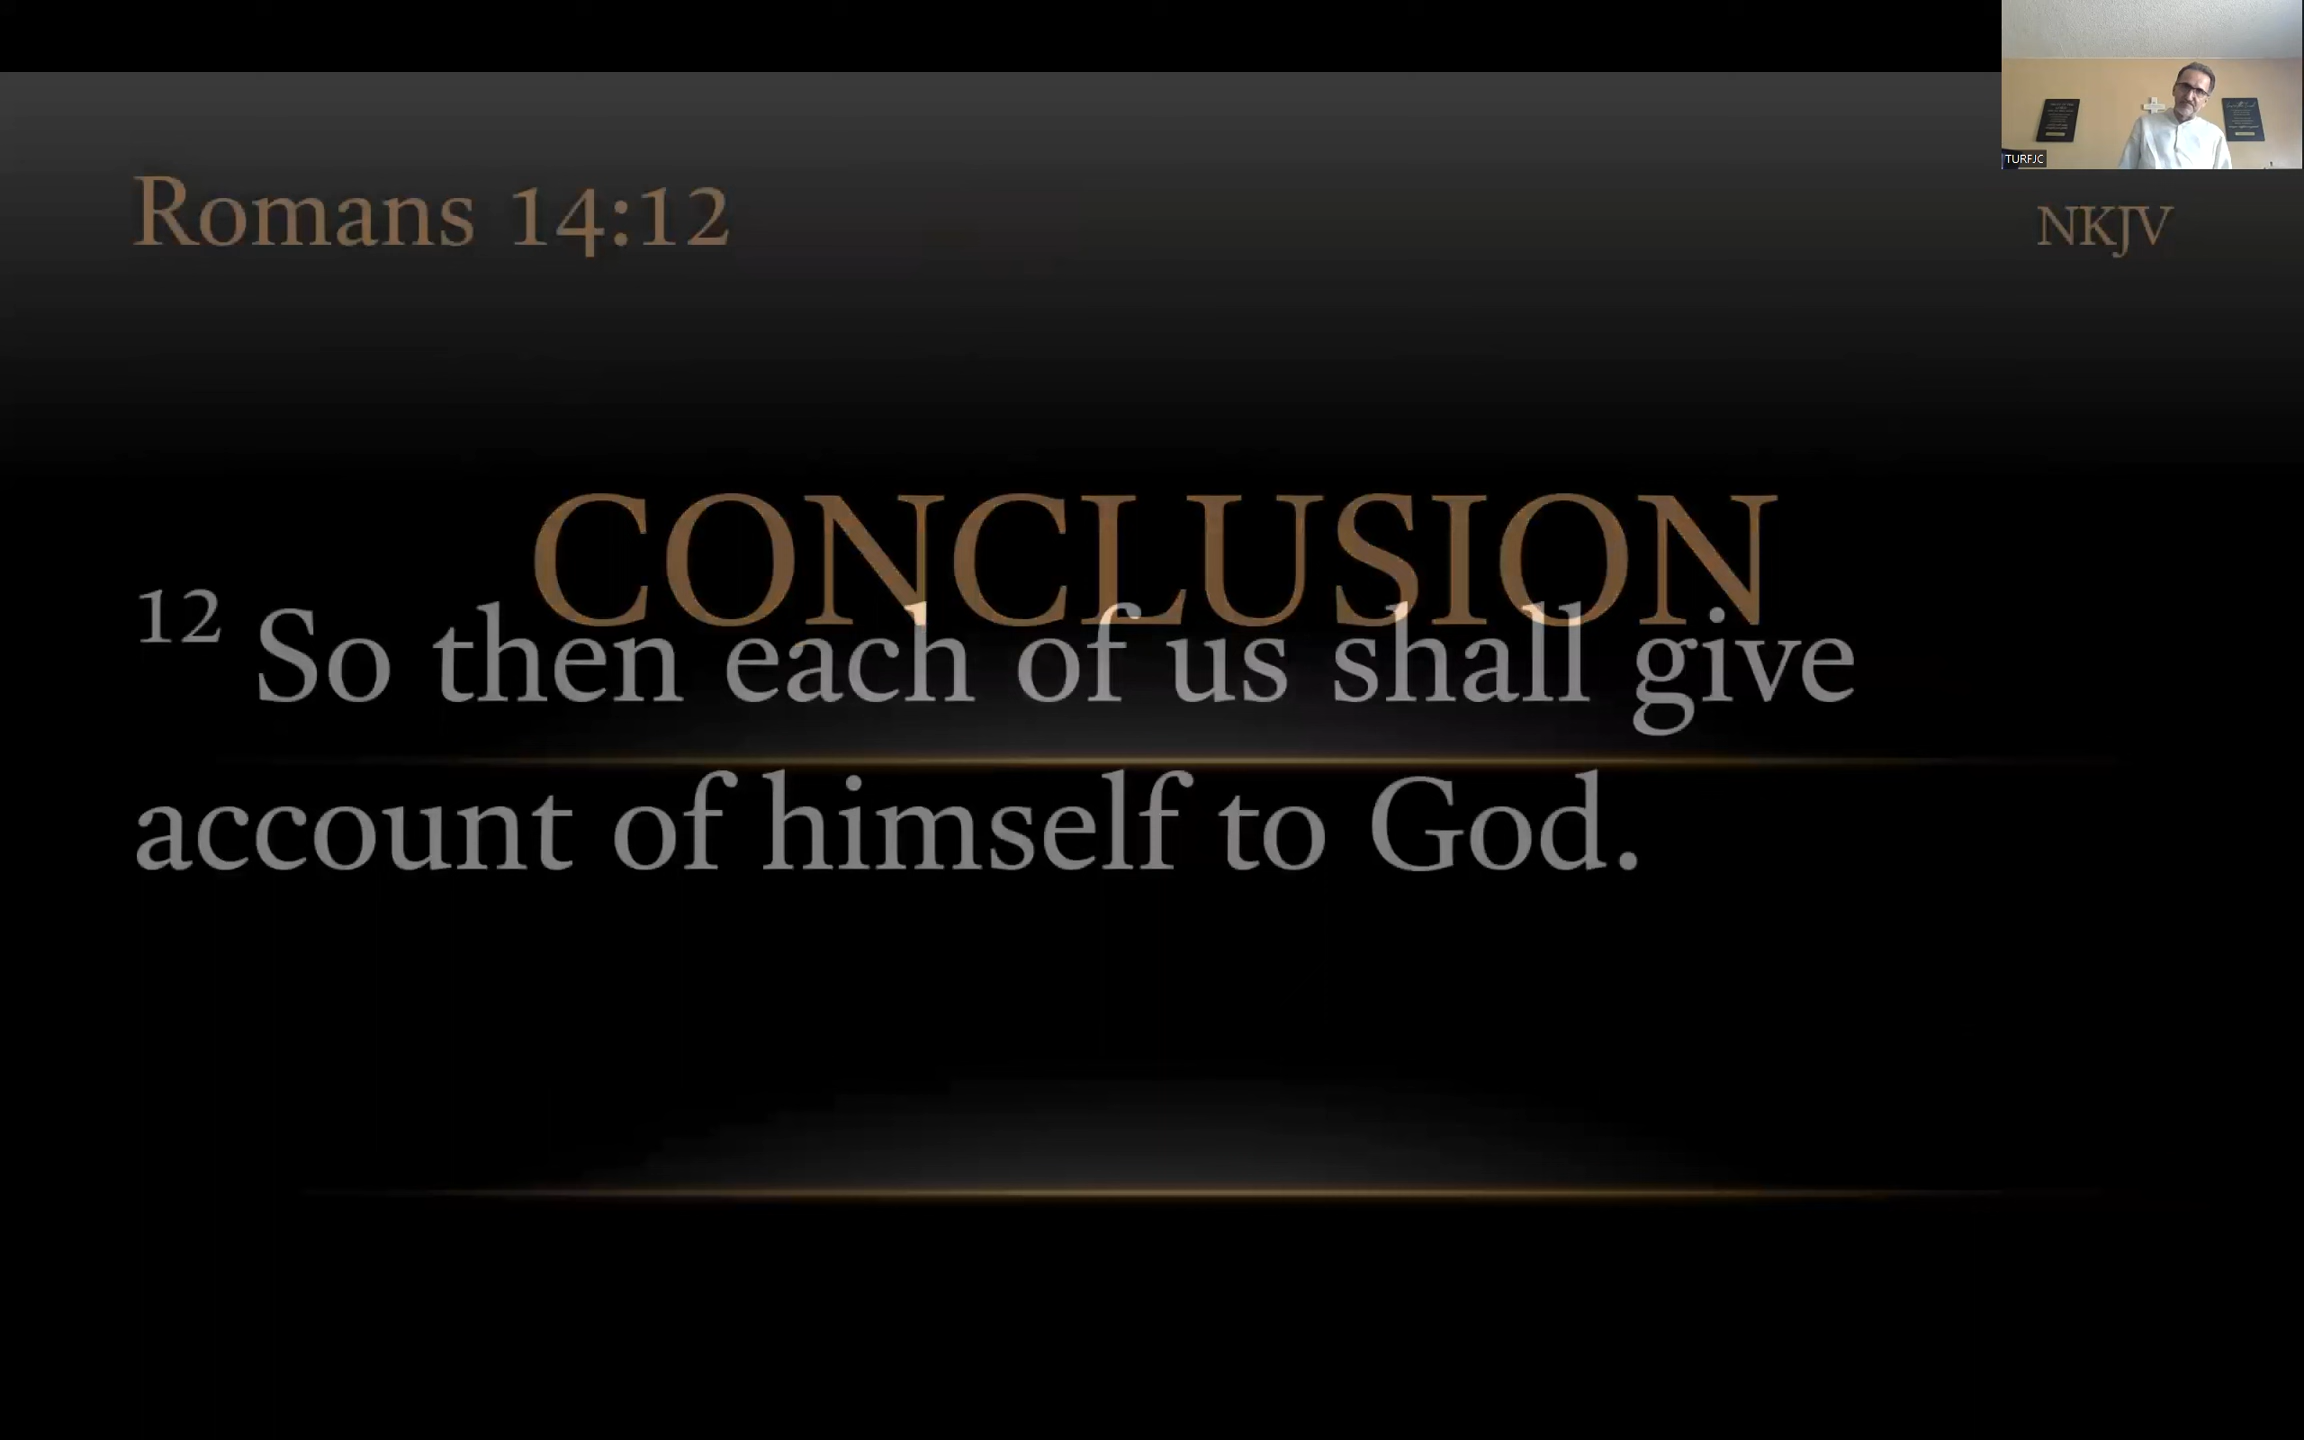 TURFJC
Romans 14:12
NKJV
CONCLUSION
12 So then each of us shall give
account of himself to God.